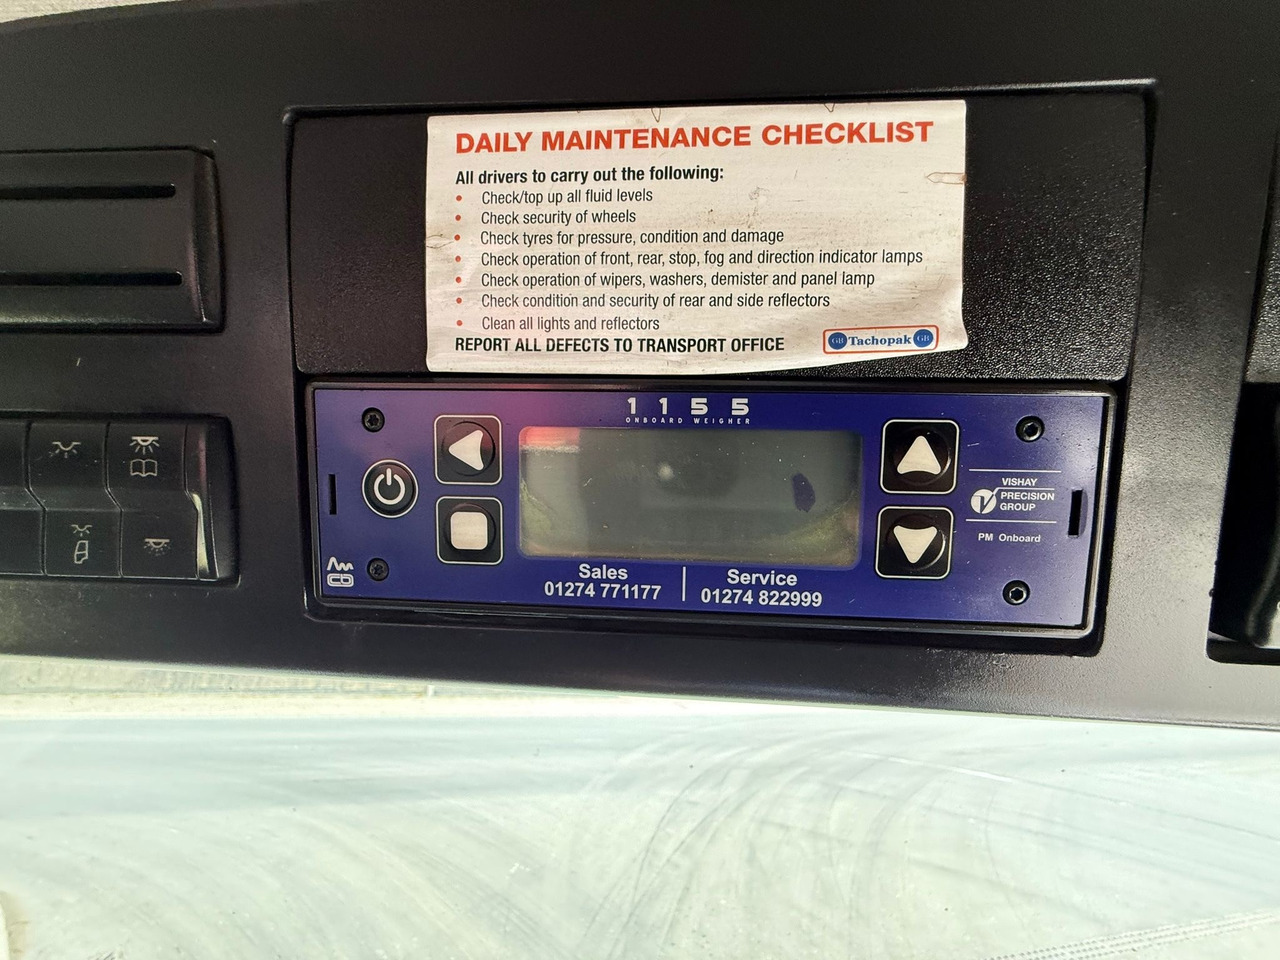 DAILY MAINTENANCE CHECKLIST
All drivers to carry out the following:
• Check/top up all fluid levels
• Check security of wheels
• Check tyres for pressure, condition and damage
• Check operation of front, rear, stop, fog and direction indicator lamps
• Check operation of wipers, washers, demister and panel lamp
• Check condition and security of rear and side reflectors
• Clean all lights and reflectors
REPORT ALL DEFECTS TO TRANSPORT OFFICE
GB Tachopak GB
1155
ONBOARD WEIGHER
VISHAY
PRECISION
GROUP
PM Onboard
Sales
01274 771177
Service
01274 822999